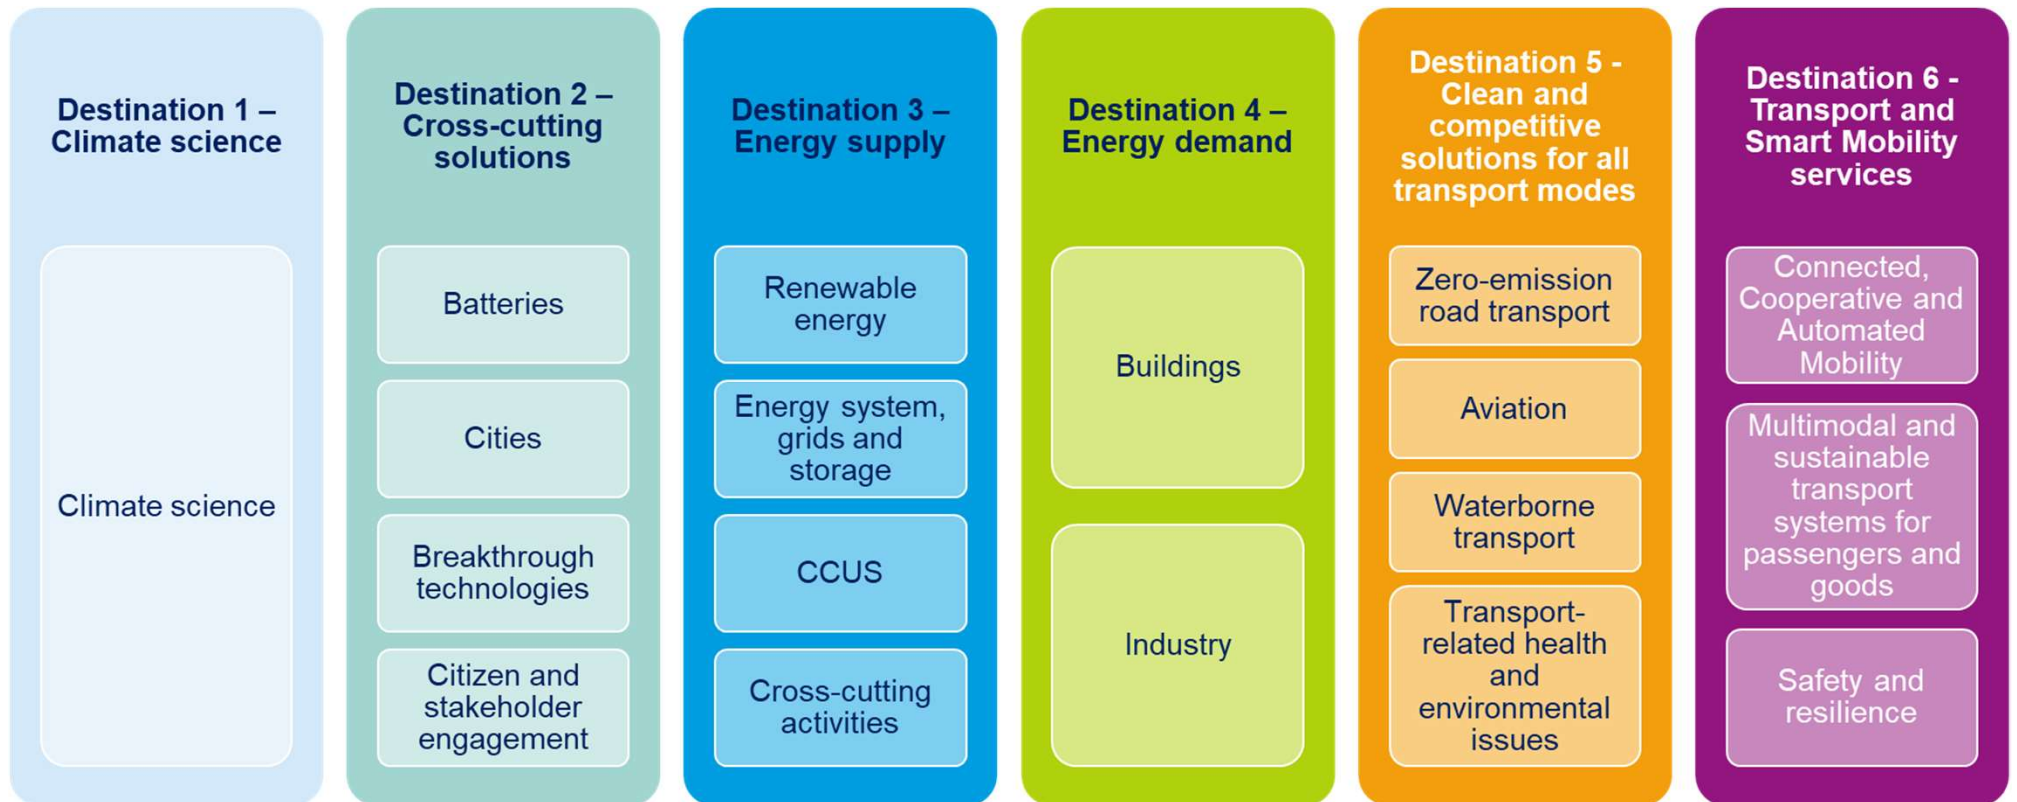 Destination 1 –
Climate science
Climate science
Destination 2 –
Cross-cutting
solutions
Batteries
Cities
Breakthrough
technologies
Citizen and
stakeholder
engagement
Destination 3 –
Energy supply
Renewable
energy
Energy system,
grids and
storage
CCUS
Cross-cutting
activities
Destination 4 –
Energy demand
Buildings
Industry
Destination 5 -
Clean and
competitive
solutions for all
transport modes
Zero-emission
road transport
Aviation
Waterborne
transport
Transport-
related health
and
environmental
issues
Destination 6 -
Transport and
Smart Mobility
services
Connected,
Cooperative and
Automated
Mobility
Multimodal and
sustainable
transport
systems for
passengers and
goods
Safety and
resilience